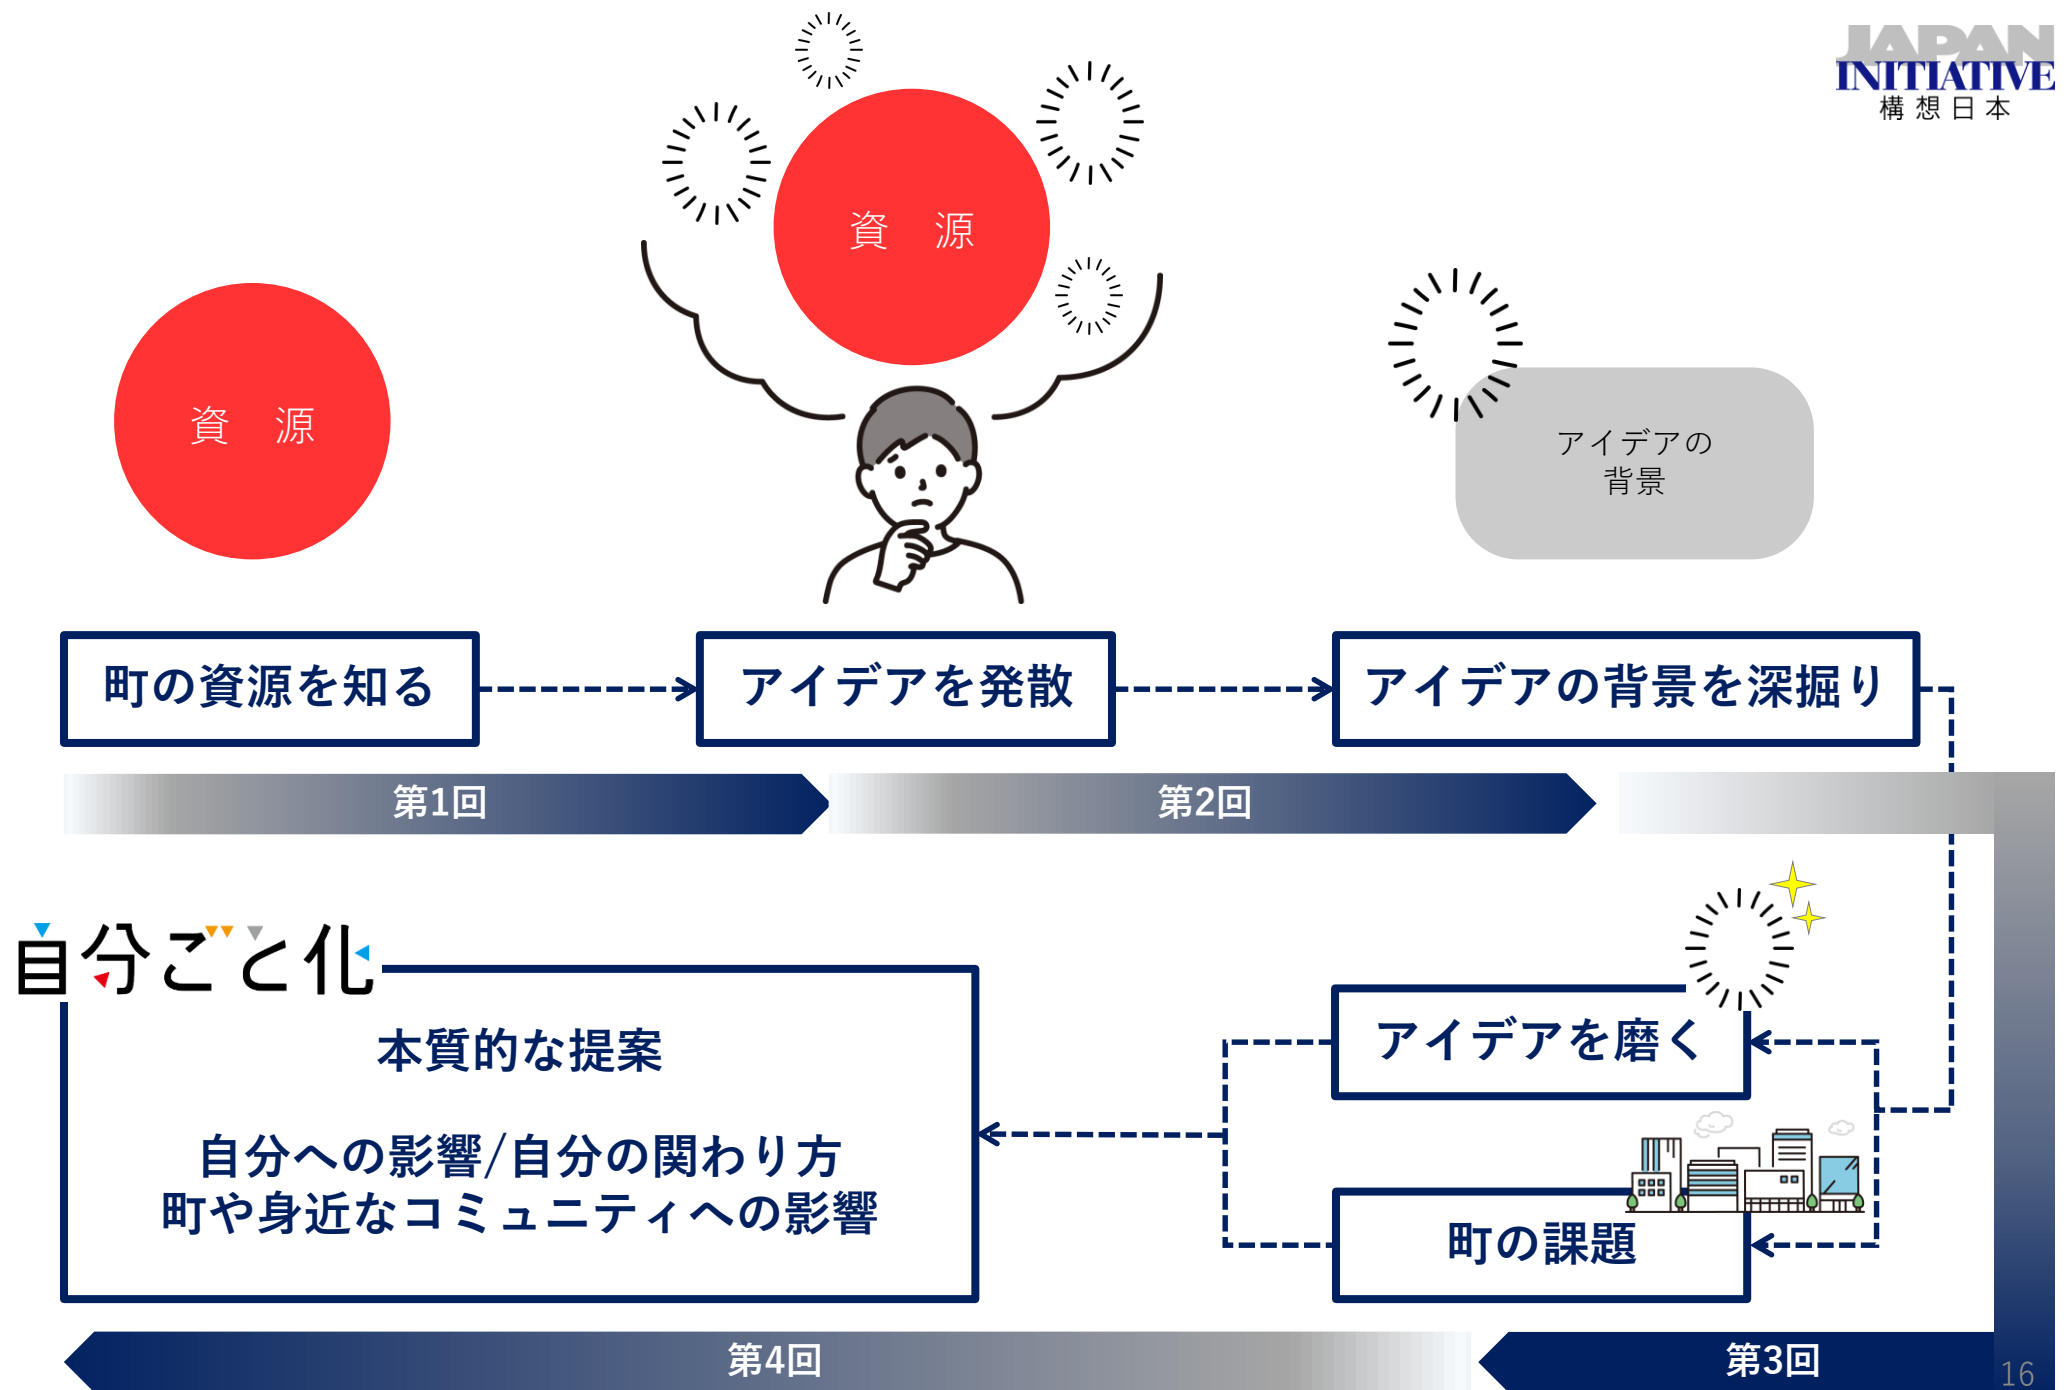 JAPAN
INITIATIVE
構想日本
資 源
資 源
アイデアの
背景
町の資源を知る
アイデアを発散
アイデアの背景を深掘り
第1回
第2回
自分ごと化
本質的な提案
自分への影響/自分の関わり方
町や身近なコミュニティへの影響
アイデアを磨く
町の課題
第4回
第3回
16